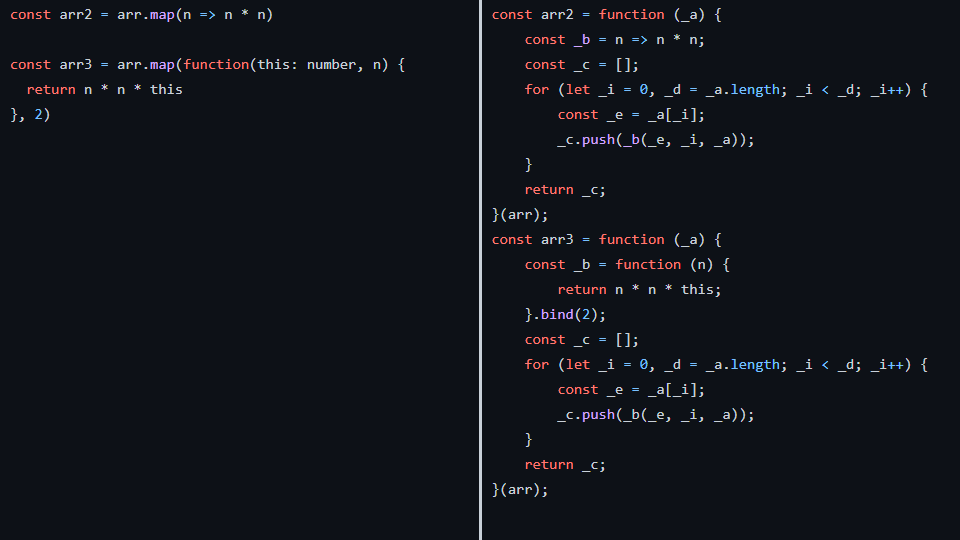 const arr2 = arr.map(n => n * n)

const arr3 = arr.map(function(this: number, n) {
  return n * n * this
}, 2)

const arr2 = function (_a) {
    const _b = n => n * n;
    const _c = [];
    for (let _i = 0, _d = _a.length; _i < _d; _i++) {
        const _e = _a[_i];
        _c.push(_b(_e, _i, _a));
    }
    return _c;
}(arr);
const arr3 = function (_a) {
    const _b = function (n) {
        return n * n * this;
    }.bind(2);
    const _c = [];
    for (let _i = 0, _d = _a.length; _i < _d; _i++) {
        const _e = _a[_i];
        _c.push(_b(_e, _i, _a));
    }
    return _c;
}(arr);